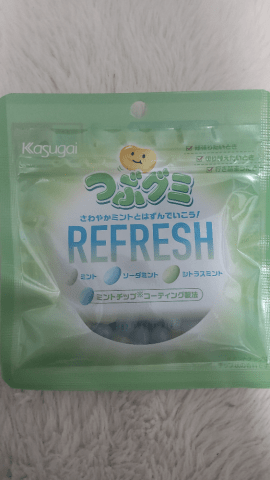 Kasugai
つぶグミ
さわやかミントとはずんでいこう!
REFRESH
ミント
ソーダミント
シトラスミント
ミントチップ®コーティング製法